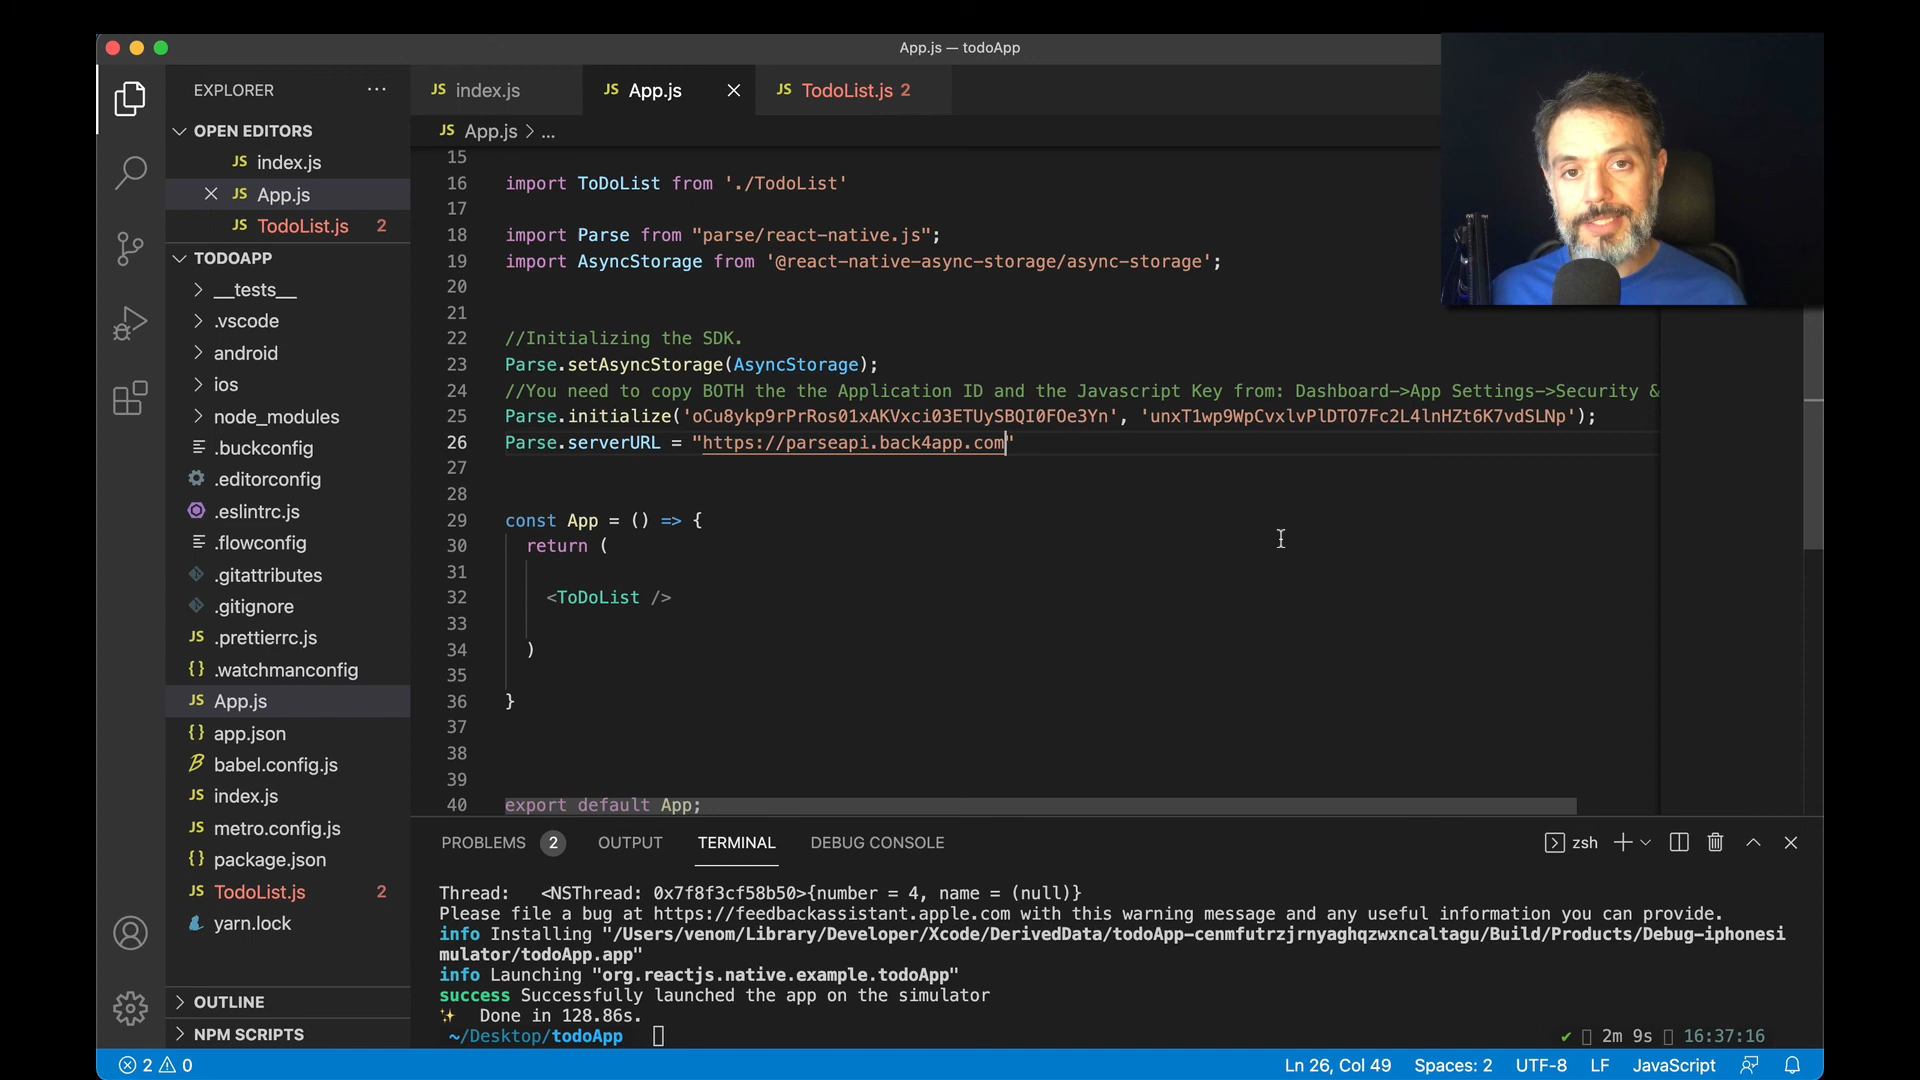 App.js — todoApp
EXPLORER
OPEN EDITORS
JS index.js
JS App.js
JS TodoList.js 2
TODOAPP
__tests__
.vscode
android
ios
node_modules
.buckconfig
.editorconfig
.eslintrc.js
.flowconfig
.gitattributes
.gitignore
JS .prettierrc.js
{} .watchmanconfig
JS App.js
{} app.json
babel.config.js
JS index.js
JS metro.config.js
{} package.json
JS TodoList.js 2
yarn.lock
OUTLINE
NPM SCRIPTS
JS index.js
JS App.js
JS TodoList.js 2
JS App.js > ...
15
16 import ToDoList from './TodoList'
17
18 import Parse from "parse/react-native.js";
19 import AsyncStorage from '@react-native-async-storage/async-storage';
20
21
22 //Initializing the SDK.
23 Parse.setAsyncStorage(AsyncStorage);
24 //You need to copy BOTH the the Application ID and the Javascript Key from: Dashboard->App Settings->Security &
25 Parse.initialize('oCu8ykp9rPrRos01xAKVxci03ETUySBQI0FOe3Yn', 'unxT1wp9WpCvxlvPlDTO7Fc2L4lnHZt6K7vdSLNp');
26 Parse.serverURL = "https://parseapi.back4app.com"
27
28
29 const App = () => {
30 return (
31
32 <ToDoList />
33
34 )
35
36 }
37
38
39
40 export default App;
PROBLEMS 2 OUTPUT TERMINAL DEBUG CONSOLE
zsh
Thread: <NSThread: 0x7f8f3cf58b50>{number = 4, name = (null)}
Please file a bug at https://feedbackassistant.apple.com with this warning message and any useful information you can provide.
info Installing "/Users/venom/Library/Developer/Xcode/DerivedData/todoApp-cenmfutrzjrnyaghqzwxncaltagu/Build/Products/Debug-iphonesi
mulator/todoApp.app"
info Launching "org.reactjs.native.example.todoApp"
success Successfully launched the app on the simulator
✨ Done in 128.86s.
~/Desktop/todoApp
✔ 2m 9s 16:37:16
2 0
Ln 26, Col 49 Spaces: 2 UTF-8 LF JavaScript